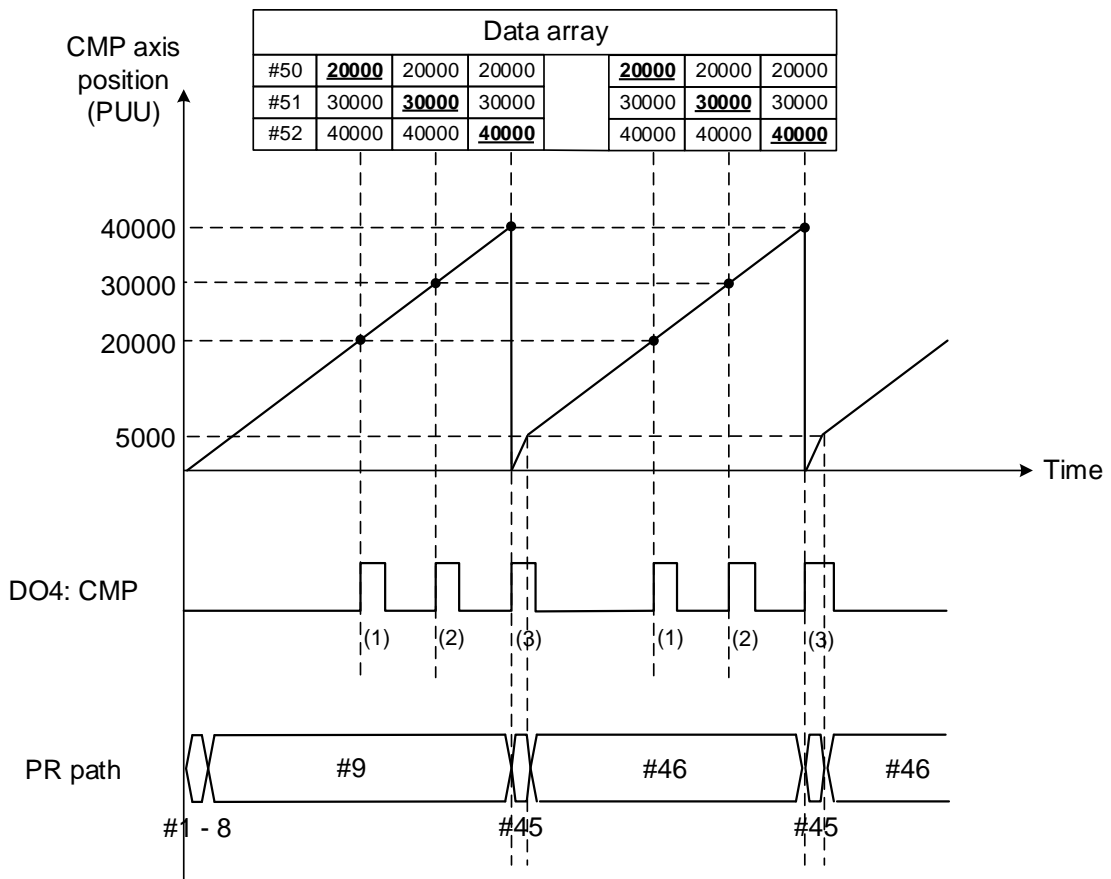 CMP axis
position
(PUU)
Data array
#50 20000 20000 20000 20000 20000 20000
#51 30000 30000 30000 30000 30000 30000
#52 40000 40000 40000 40000 40000 40000
40000
30000
20000
5000
Time
DO4: CMP
(1) (2) (3) (1) (2) (3)
PR path
#9 #46 #46
#1 - 8 #45 #45